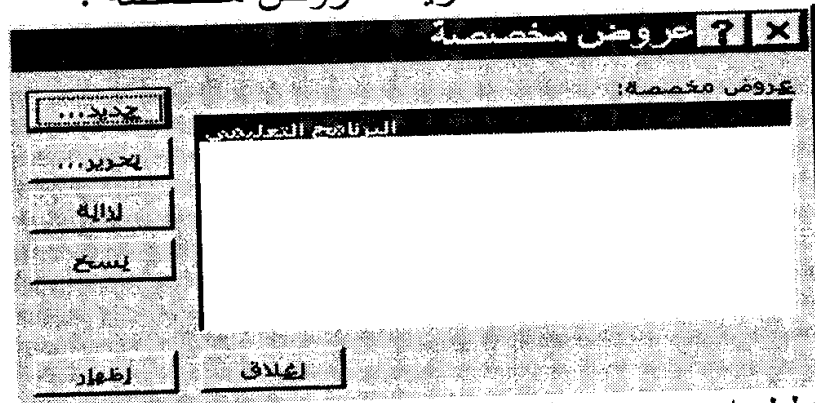 عروض مخصصة
عروض مخصصة:
البرنامج التعليمي
جديد...
تحرير...
إزالة
نسخ
إغلاق
إظهار